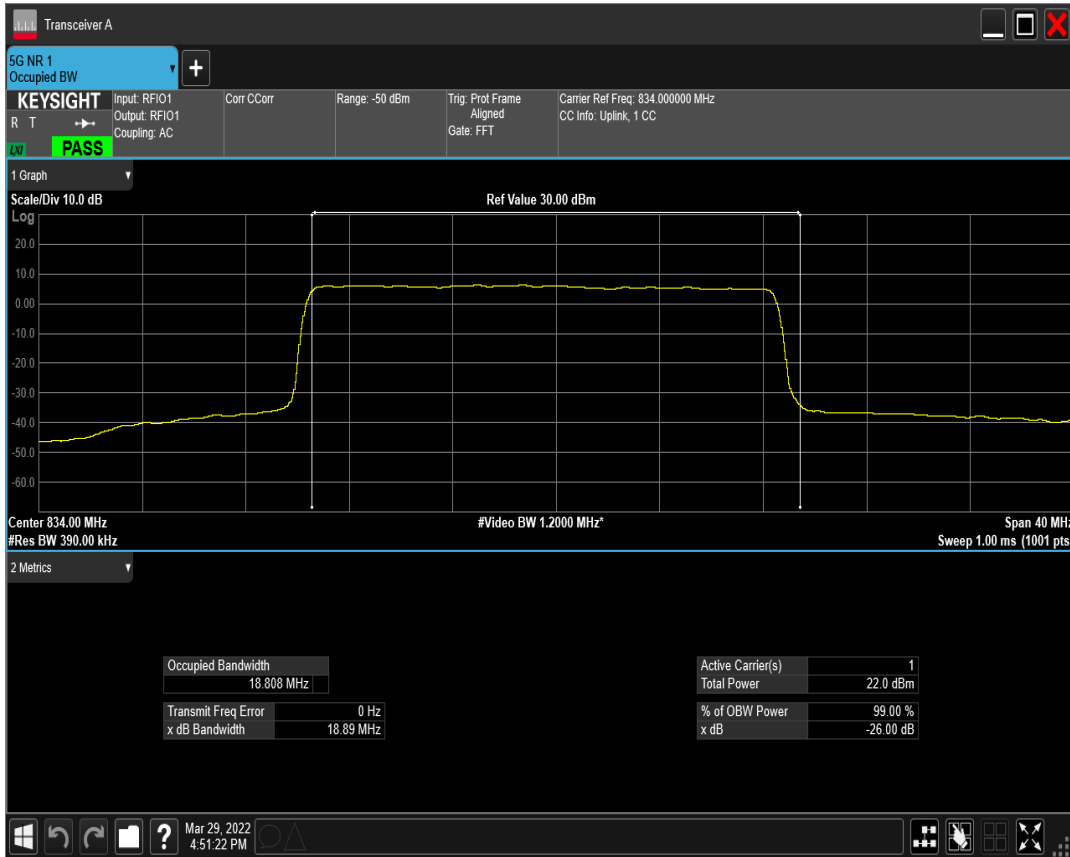 Transceiver A
5G NR 1
Occupied BW
+
KEYSIGHT
R T
LXI
PASS
Input: RFIO1
Output: RFIO1
Coupling: AC
Corr CCorr
Range: -50 dBm
Trig: Prot Frame
Aligned
Gate: FFT
Carrier Ref Freq: 834.000000 MHz
CC Info: Uplink, 1 CC
1 Graph
Scale/Div 10.0 dB
Ref Value 30.00 dBm
Log
20.0
10.0
0.00
-10.0
-20.0
-30.0
-40.0
-50.0
-60.0
Center 834.00 MHz
#Video BW 1.2000 MHz*
Span 40 MHz
#Res BW 390.00 kHz
Sweep 1.00 ms (1001 pts
2 Metrics
Occupied Bandwidth
18.808 MHz
Transmit Freq Error 0 Hz
x dB Bandwidth 18.89 MHz
Active Carrier(s) 1
Total Power 22.0 dBm
% of OBW Power 99.00 %
x dB -26.00 dB
?
Mar 29, 2022
4:51:22 PM